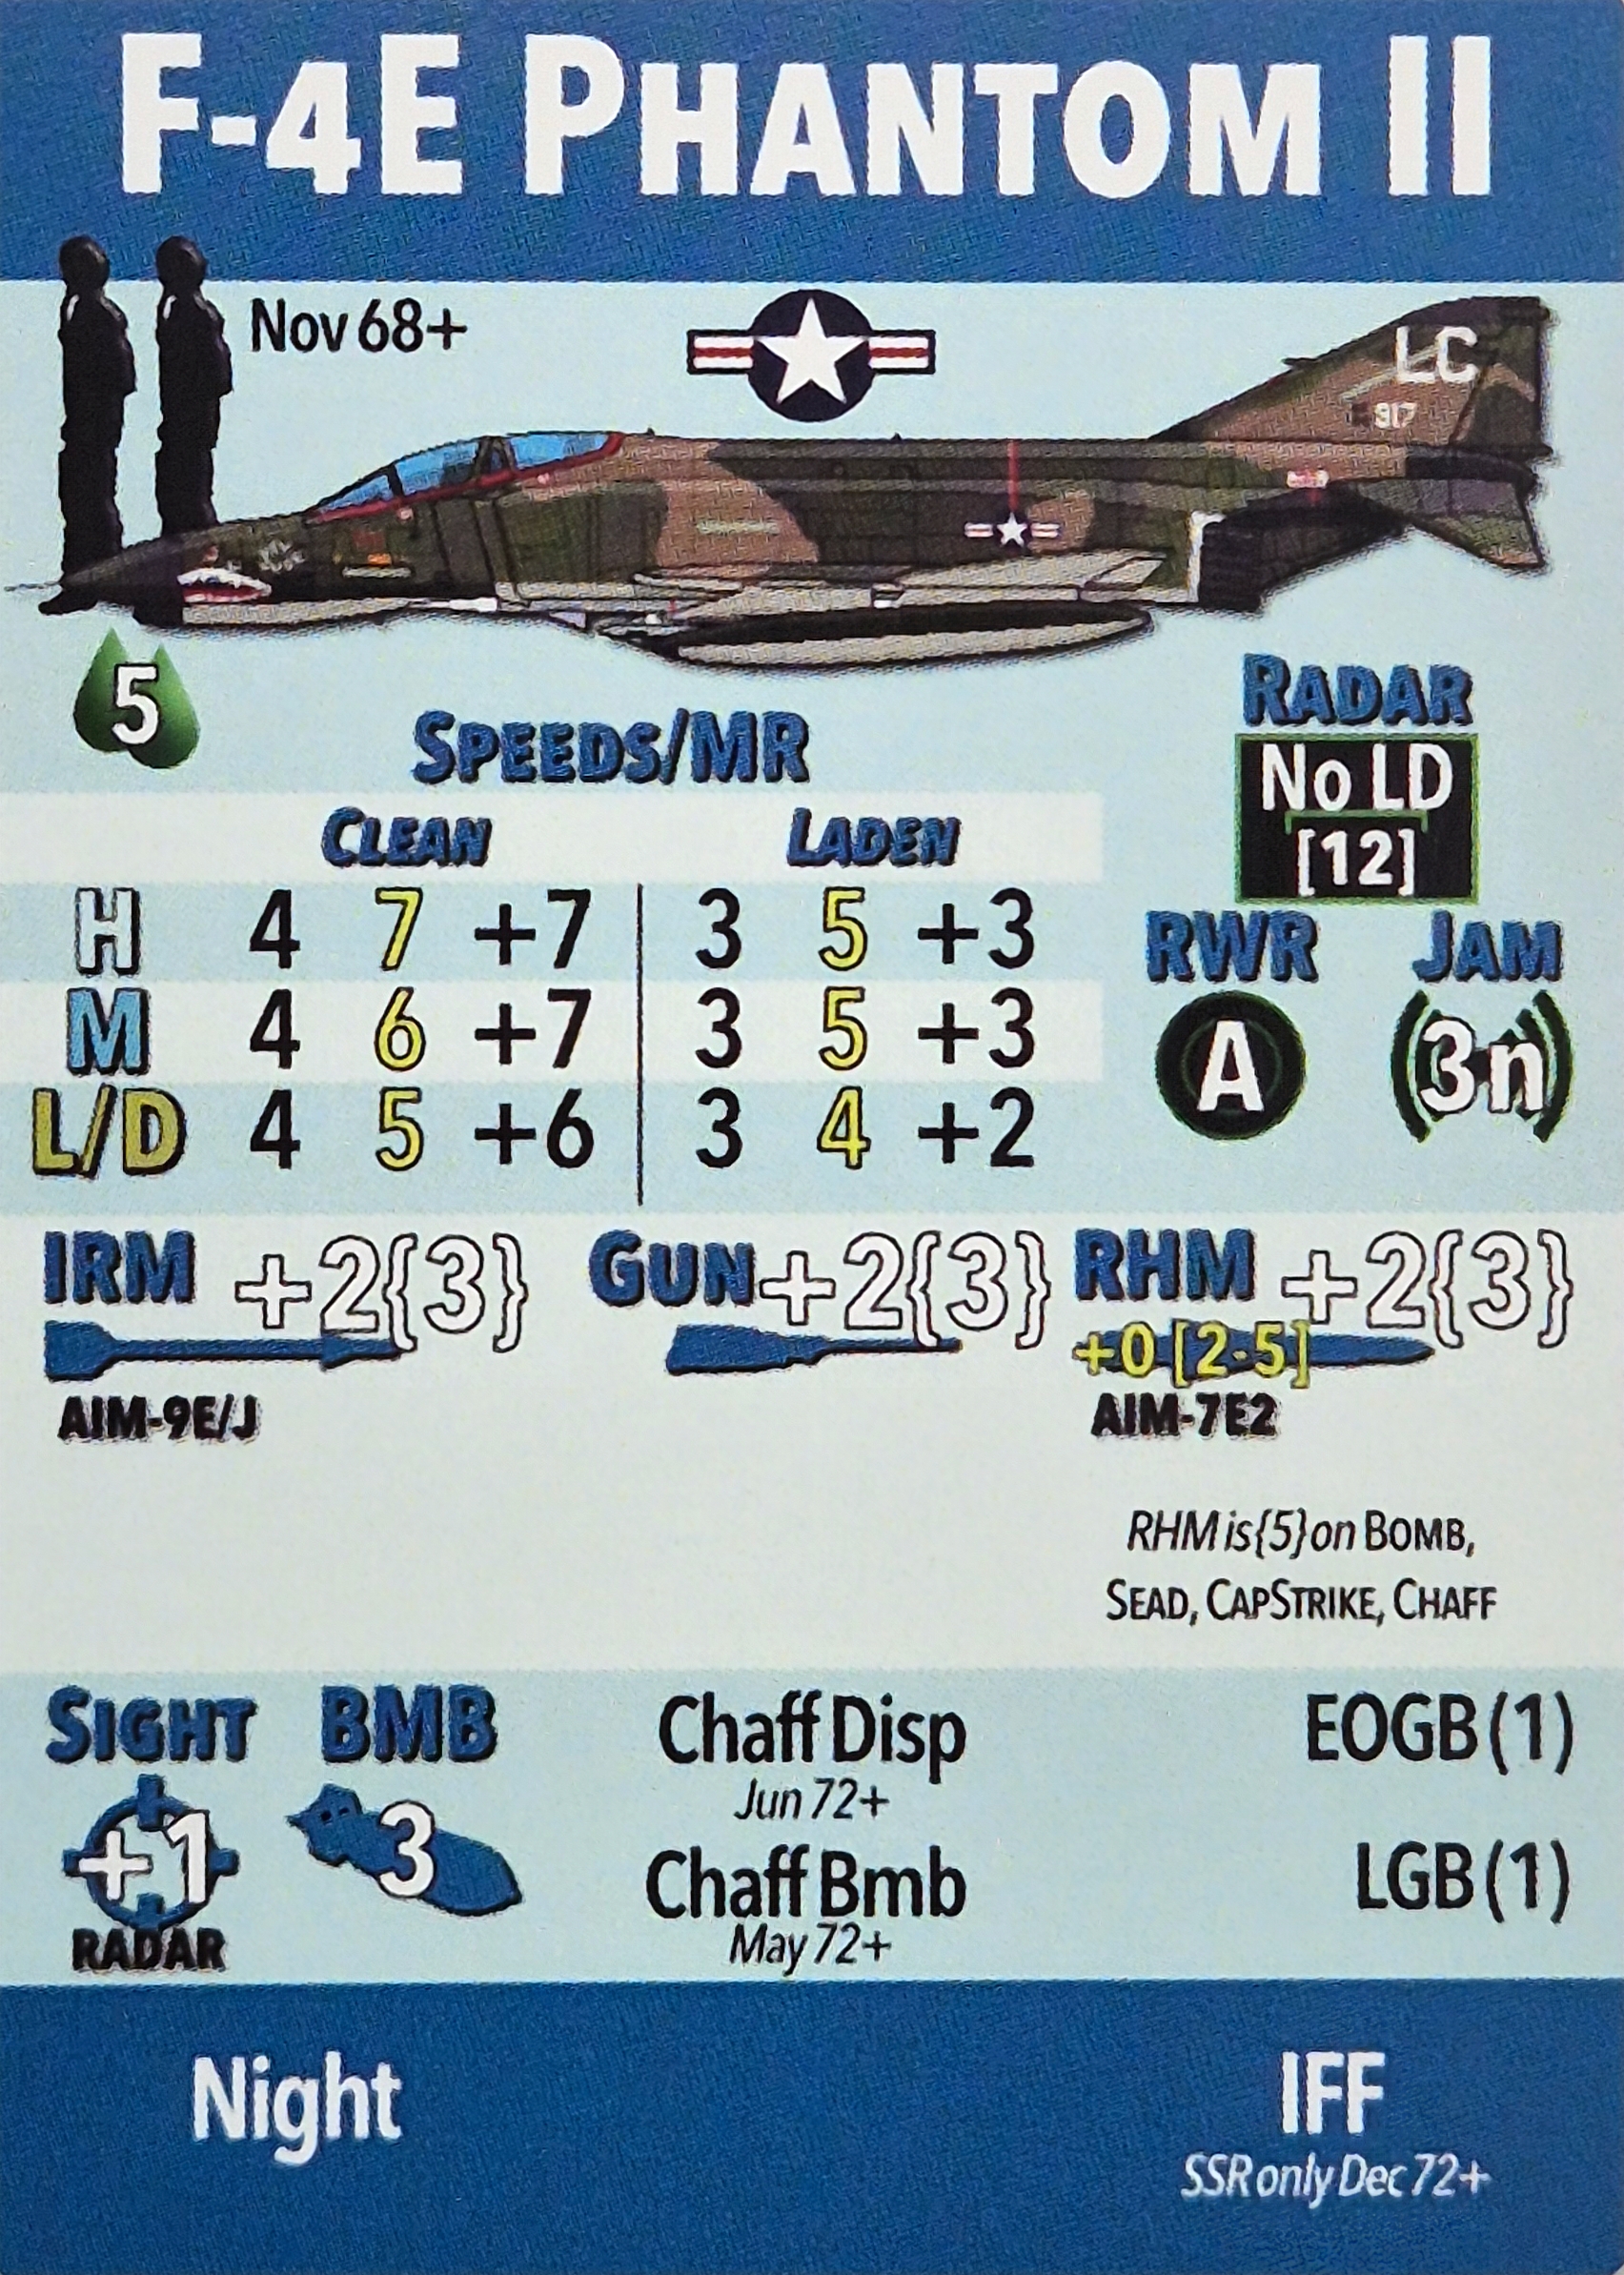 F-4E PHANTOM II
Nov 68+
LC
917
5
SPEEDS/MR
RADAR
No LD
[12]
CLEAN LADEN
H 4 7 +7 3 5 +3
M 4 6 +7 3 5 +3
L/D 4 5 +6 3 4 +2
RWR JAM
A (3n)
IRM +2{3} GUN +2{3} RHM +2{3}
+0 [2-5]
AIM-9E/J AIM-7E2
RHM is {5} on BOMB,
SEAD, CAPSTRIKE, CHAFF
SIGHT BMB Chaff Disp EOGB (1)
Jun 72+
+1 3 Chaff Bmb LGB (1)
RADAR May 72+
Night IFF
SSR only Dec 72+